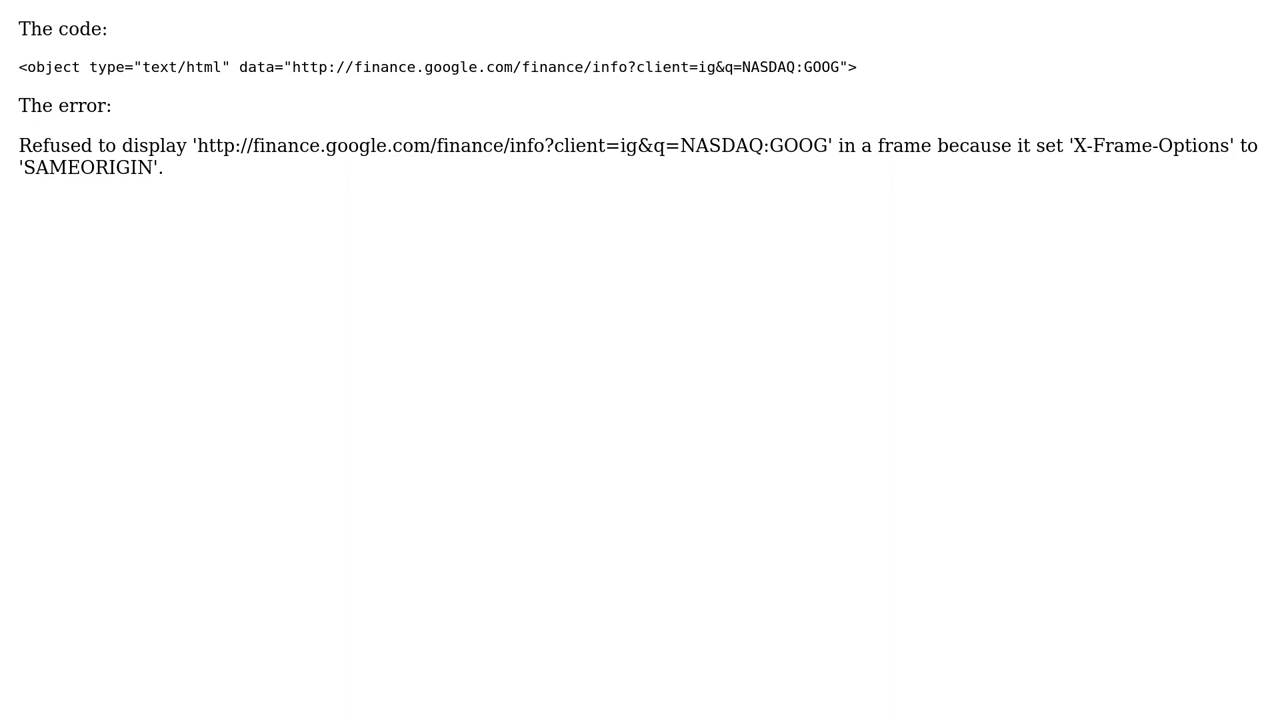 The code:
<object type="text/html" data="http://finance.google.com/finance/info?client=ig&q=NASDAQ:GOOG">
The error:
Refused to display 'http://finance.google.com/finance/info?client=ig&q=NASDAQ:GOOG' in a frame because it set 'X-Frame-Options' to
'SAMEORIGIN'.